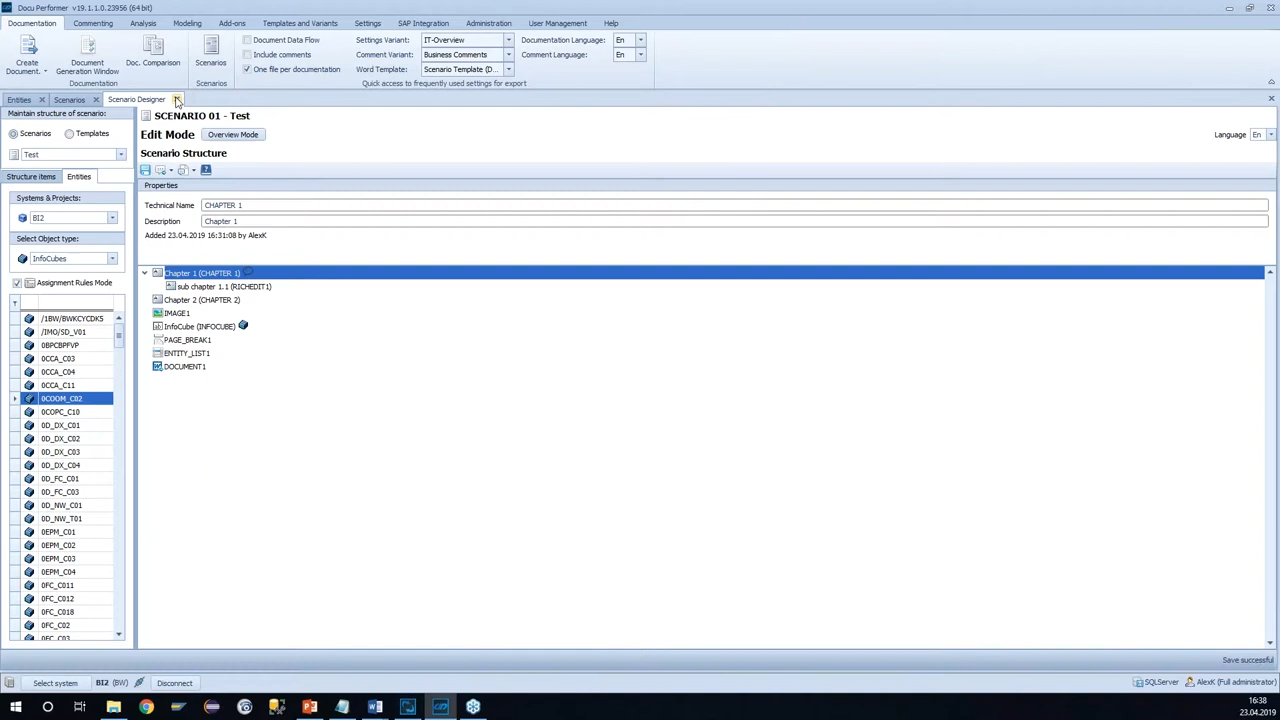 Docu Performer v19.1.1.0.23956 (64 bit)
Documentation Commenting Analysis Modeling Add-ons Templates and Variants Settings SAP Integration Administration User Management Help
Create Document.
Document Generation Window
Doc. Comparison
Scenarios
Document Data Flow
Include comments
One file per documentation
Settings Variant: IT-Overview
Comment Variant: Business Comments
Word Template: Scenario Template (D...
Documentation Language: En
Comment Language: En
Documentation Scenarios Quick access to frequently used settings for export
Entities Scenarios Scenario Designer
Maintain structure of scenario:
Scenarios Templates
Test
Structure items Entities
Systems & Projects:
BI2
Select Object type:
InfoCubes
Assignment Rules Mode
/1BW/BWKCYCDK5
/IMO/SD_V01
0BPCBPFVP
0CCA_C03
0CCA_C04
0CCA_C11
0COOM_C02
0COPC_C10
0D_DX_C01
0D_DX_C02
0D_DX_C03
0D_DX_C04
0D_FC_C01
0D_FC_C03
0D_NW_C01
0D_NW_T01
0EPM_C01
0EPM_C02
0EPM_C03
0EPM_C04
0FC_C011
0FC_C012
0FC_C018
0FC_C02
0FC_C03
SCENARIO 01 - Test
Edit Mode Overview Mode
Language En
Scenario Structure
Properties
Technical Name CHAPTER 1
Description Chapter 1
Added 23.04.2019 16:31:08 by AlexK
Chapter 1 (CHAPTER 1)
sub chapter 1.1 (RICHEDIT1)
Chapter 2 (CHAPTER 2)
IMAGE1
InfoCube (INFOCUBE)
PAGE_BREAK1
ENTITY_LIST1
DOCUMENT1
Save successful
Select system BI2 (BW) Disconnect
SQLServer AlexK (Full administrator)
16:38
23.04.2019